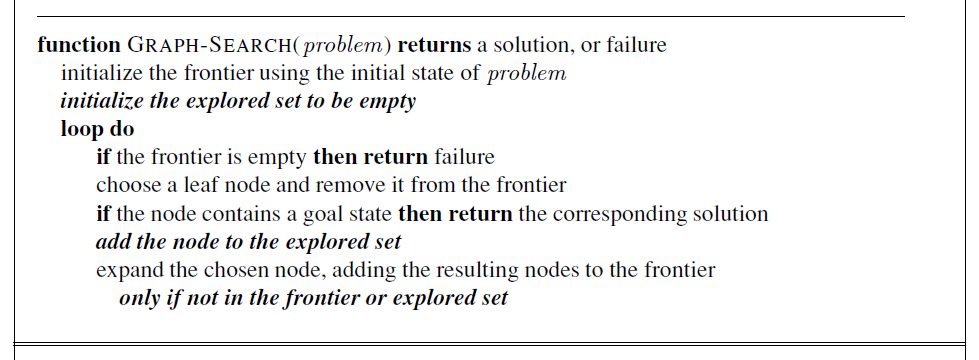 function GRAPH-SEARCH(problem) returns a solution, or failure
initialize the frontier using the initial state of problem
initialize the explored set to be empty
loop do
if the frontier is empty then return failure
choose a leaf node and remove it from the frontier
if the node contains a goal state then return the corresponding solution
add the node to the explored set
expand the chosen node, adding the resulting nodes to the frontier
only if not in the frontier or explored set